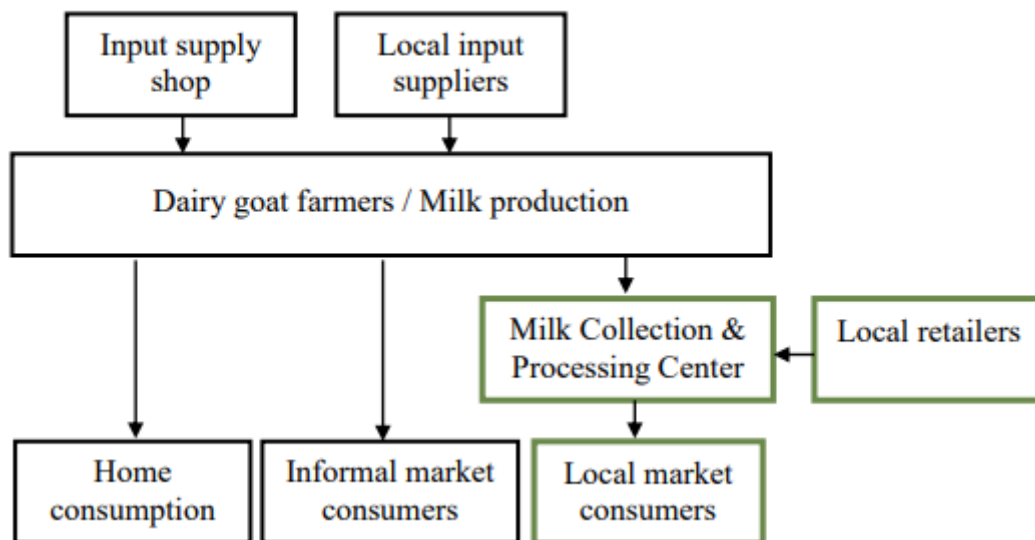 Input supply
shop
Local input
suppliers
Dairy goat farmers / Milk production
Milk Collection &
Processing Center
Local retailers
Home
consumption
Informal market
consumers
Local market
consumers